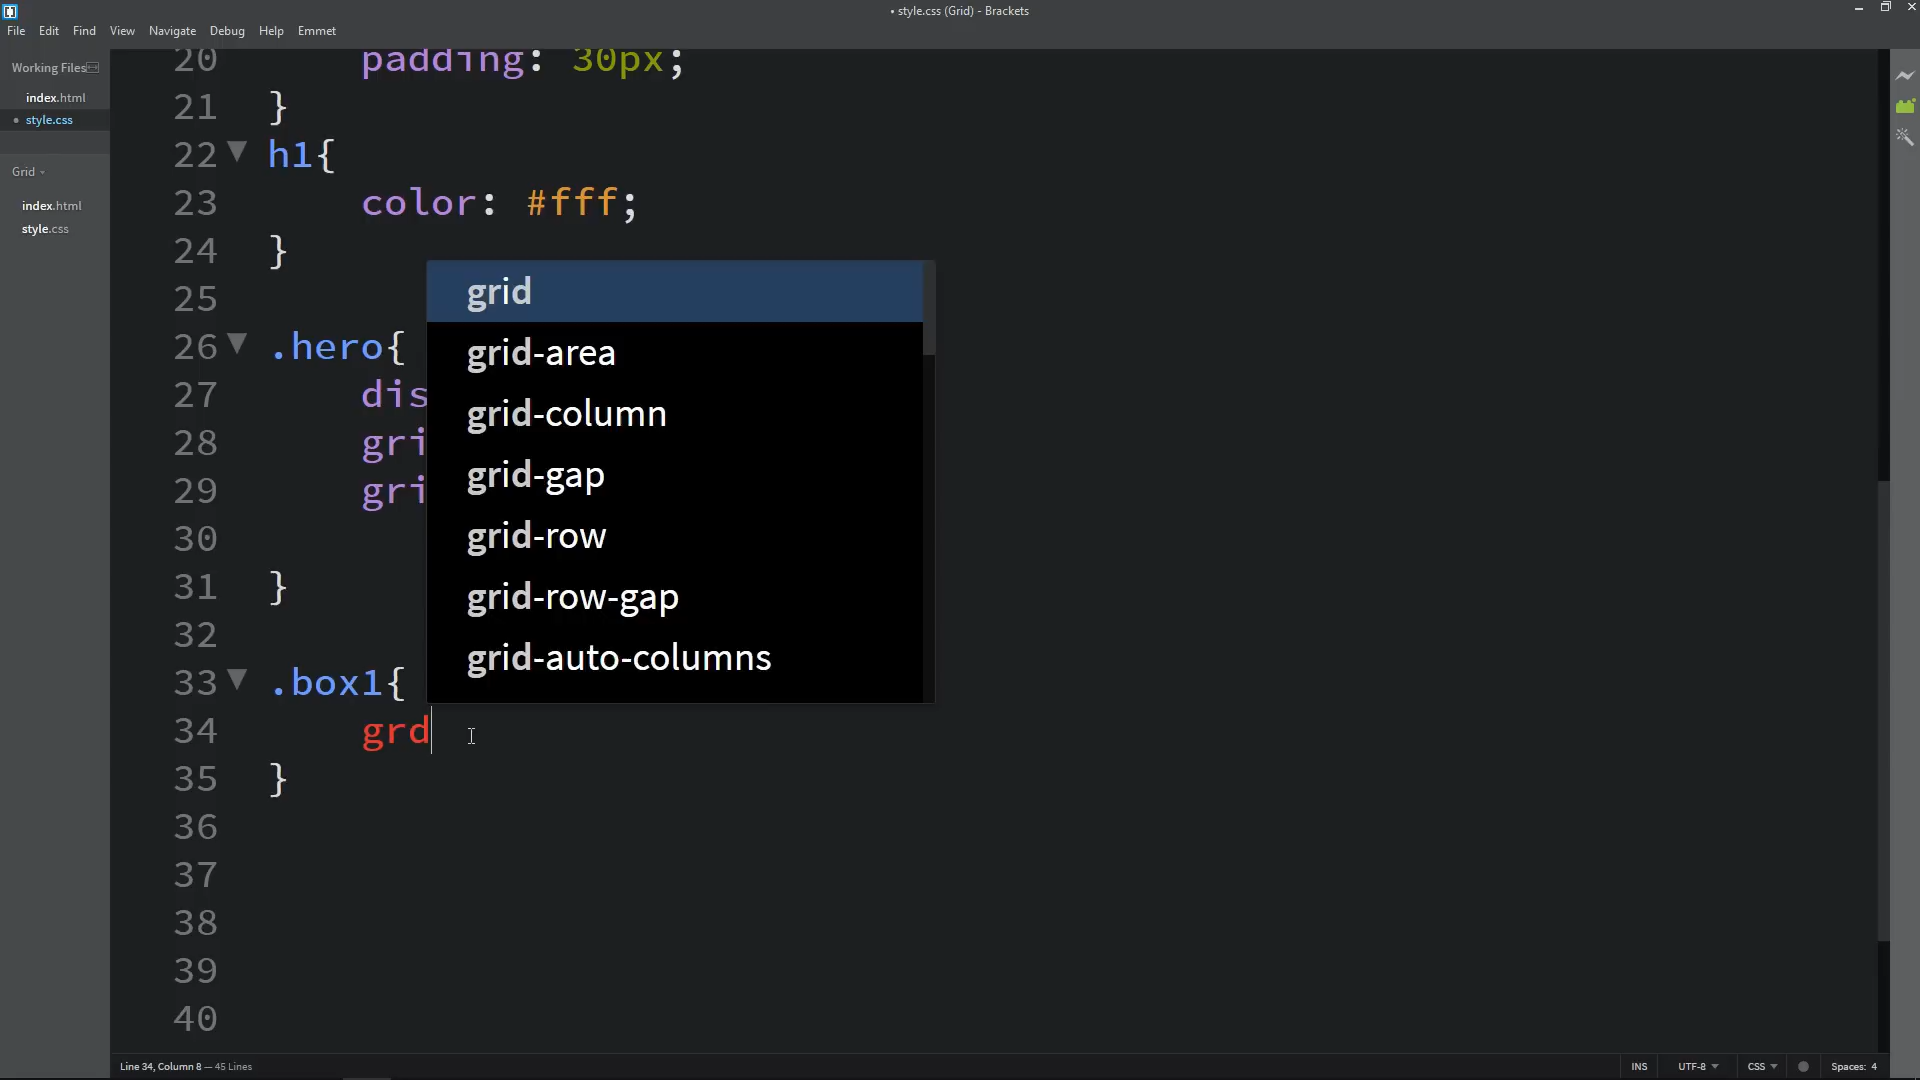 • style.css (Grid) - Brackets
File Edit Find View Navigate Debug Help Emmet
Working Files
index.html
• style.css
Grid
index.html
style.css
20 padding: 30px;
21 }
22 h1{
23 color: #fff;
24 }
25
26 .hero{
27 dis
28 gri
29 gri
30
31 }
32
33 .box1{
34 grd
35 }
36
37
38
39
40
grid
grid-area
grid-column
grid-gap
grid-row
grid-row-gap
grid-auto-columns
Line 34, Column 8 — 45 Lines
INS UTF-8 CSS Spaces: 4